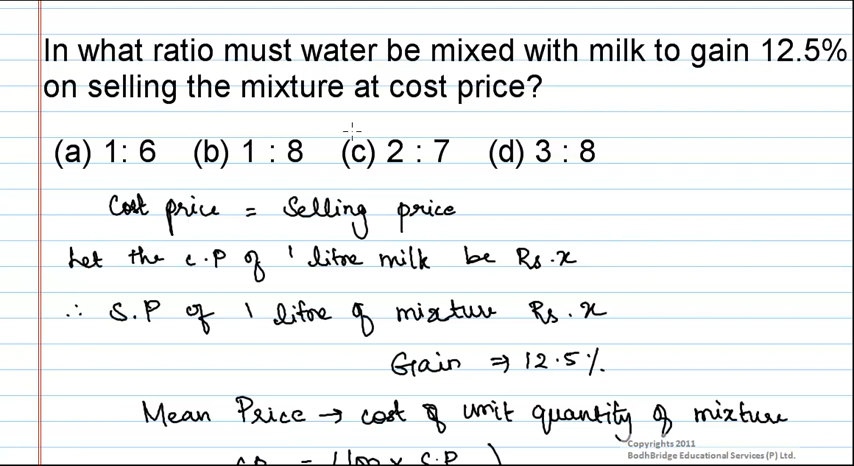 In what ratio must water be mixed with milk to gain 12.5%
on selling the mixture at cost price?
(a) 1: 6 (b) 1 : 8 (c) 2 : 7 (d) 3 : 8
Cost price = Selling price
Let the C.P of 1 litre milk be Rs.x
∴ S.P of 1 litre of mixture Rs.x
Gain ⇒ 12.5%
Mean Price → cost of unit quantity of mixture
Copyrights 2011
BodhBridge Educational Services (P) Ltd.